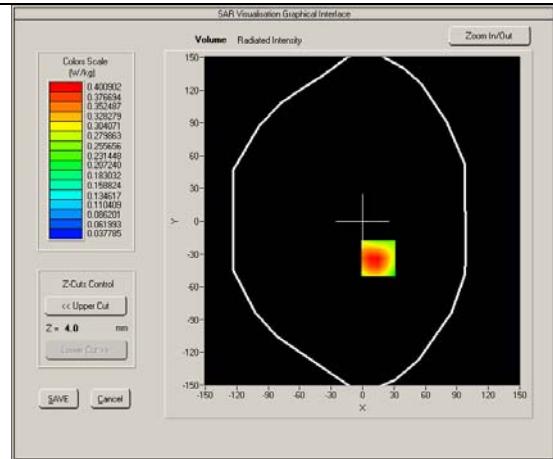 SAR Visualisation Graphical Interface
Volume Radiated Intensity
Zoom In/Out
Colors Scale
(W/kg)
0.400902
0.376694
0.352487
0.328279
0.304071
0.279863
0.255656
0.231448
0.207240
0.183032
0.158824
0.134617
0.110409
0.086201
0.061993
0.037785
Z-Cuts Control
<< Upper Cut
Z = 4.0 mm
Lower Cut >>
SAVE Cancel
150
120
90
60
30
0
-30
-60
-90
-120
-150
Y
-150 -120 -90 -60 -30 0 30 60 90 120 150
X